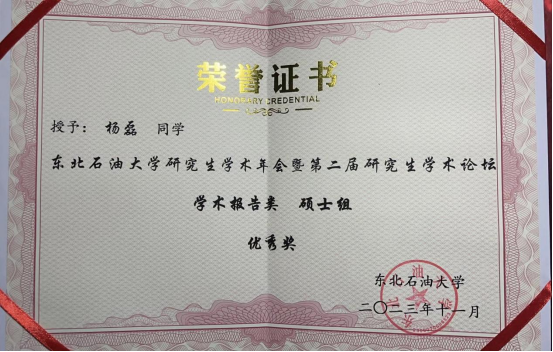 荣誉证书
HONORARY CREDENTIAL
授予： 杨磊 同学
东北石油大学研究生学术年会暨第二届研究生学术论坛
学术报告类 硕士组
优秀奖
东北石油大学
二〇二三年十一月